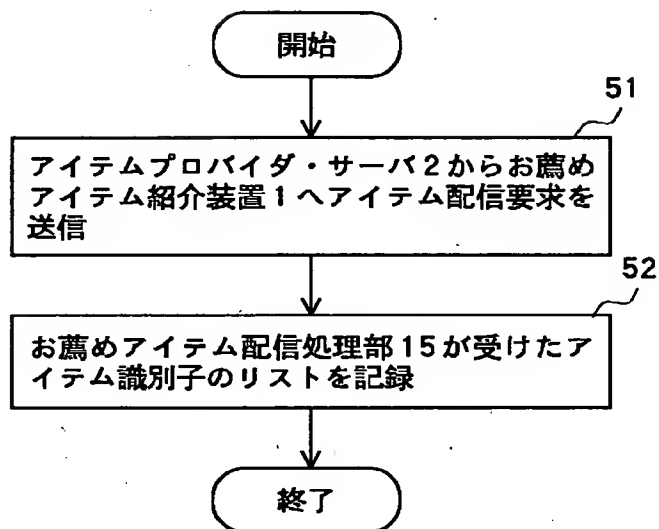 開始
51
アイテムプロバイダ・サーバ2からお薦め
アイテム紹介装置1へアイテム配信要求を
送信
52
お薦めアイテム配信処理部15が受けたア
イテム識別子のリストを記録
終了